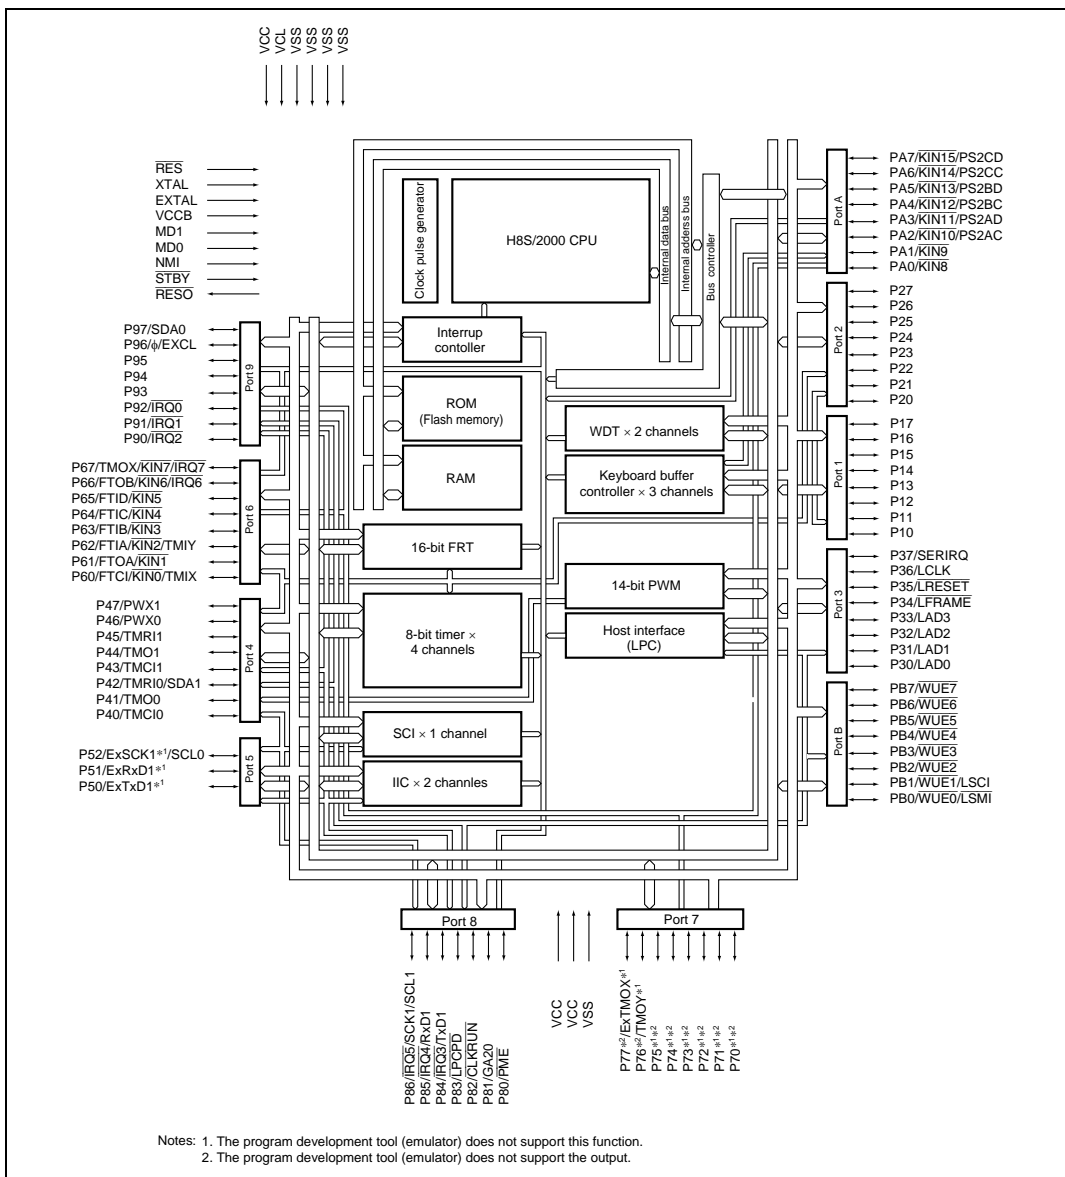 VCC
VCL
VSS
VSS
VSS
VSS
RES
XTAL
EXTAL
VCCB
MD1
MD0
NMI
STBY
RESO
Clock pulse generator
H8S/2000 CPU
Internal data bus
Internal adderss bus
Bus controller
Interrup
contoller
ROM
(Flash memory)
RAM
WDT × 2 channels
Keyboard buffer
controller × 3 channels
16-bit FRT
14-bit PWM
8-bit timer ×
4 channels
Host interface
(LPC)
SCI × 1 channel
IIC × 2 channles
Port 9
P97/SDA0
P96/ϕ/EXCL
P95
P94
P93
P92/IRQ0
P91/IRQ1
P90/IRQ2
Port 6
P67/TMOX/KIN7/IRQ7
P66/FTOB/KIN6/IRQ6
P65/FTID/KIN5
P64/FTIC/KIN4
P63/FTIB/KIN3
P62/FTIA/KIN2/TMIY
P61/FTOA/KIN1
P60/FTCI/KIN0/TMIX
Port 4
P47/PWX1
P46/PWX0
P45/TMRI1
P44/TMO1
P43/TMCI1
P42/TMRI0/SDA1
P41/TMO0
P40/TMCI0
Port 5
P52/ExSCK1*1/SCL0
P51/ExRxD1*1
P50/ExTxD1*1
Port A
PA7/KIN15/PS2CD
PA6/KIN14/PS2CC
PA5/KIN13/PS2BD
PA4/KIN12/PS2BC
PA3/KIN11/PS2AD
PA2/KIN10/PS2AC
PA1/KIN9
PA0/KIN8
Port 2
P27
P26
P25
P24
P23
P22
P21
P20
Port 1
P17
P16
P15
P14
P13
P12
P11
P10
Port 3
P37/SERIRQ
P36/LCLK
P35/LRESET
P34/LFRAME
P33/LAD3
P32/LAD2
P31/LAD1
P30/LAD0
Port B
PB7/WUE7
PB6/WUE6
PB5/WUE5
PB4/WUE4
PB3/WUE3
PB2/WUE2
PB1/WUE1/LSCI
PB0/WUE0/LSMI
Port 8
P86/IRQ5/SCK1/SCL1
P85/IRQ4/RxD1
P84/IRQ3/TxD1
P83/LPCPD
P82/CLKRUN
P81/GA20
P80/PME
VCC
VCC
VSS
Port 7
P77*2/ExTMOX*1
P76*2/TMOY*1
P75*1*2
P74*1*2
P73*1*2
P72*1*2
P71*1*2
P70*1*2
Notes: 1. The program development tool (emulator) does not support this function.
2. The program development tool (emulator) does not support the output.